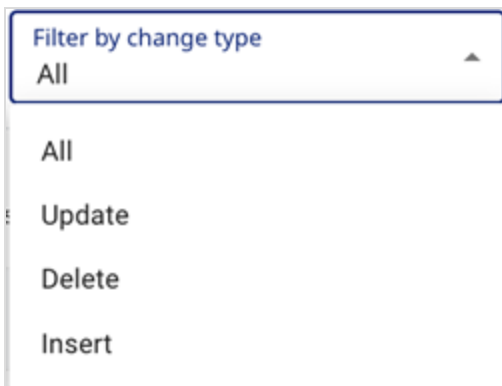 Filter by change type
All
All
Update
Delete
Insert